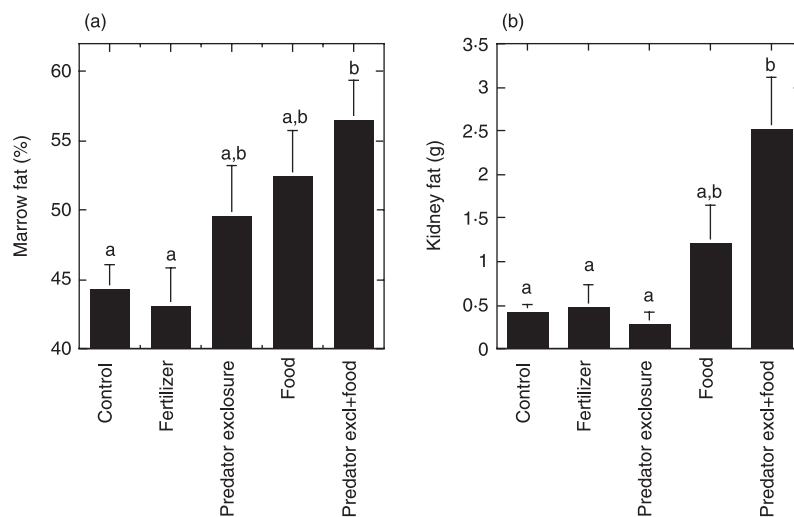 (a)
Marrow fat (%)
60
55
50
45
40
a
a
a,b
a,b
b
Control
Fertilizer
Predator exclosure
Food
Predator excl+food
(b)
Kidney fat (g)
3·5
3
2·5
2
1·5
1
0·5
0
a
a
a
a,b
b
Control
Fertilizer
Predator exclosure
Food
Predator excl+food